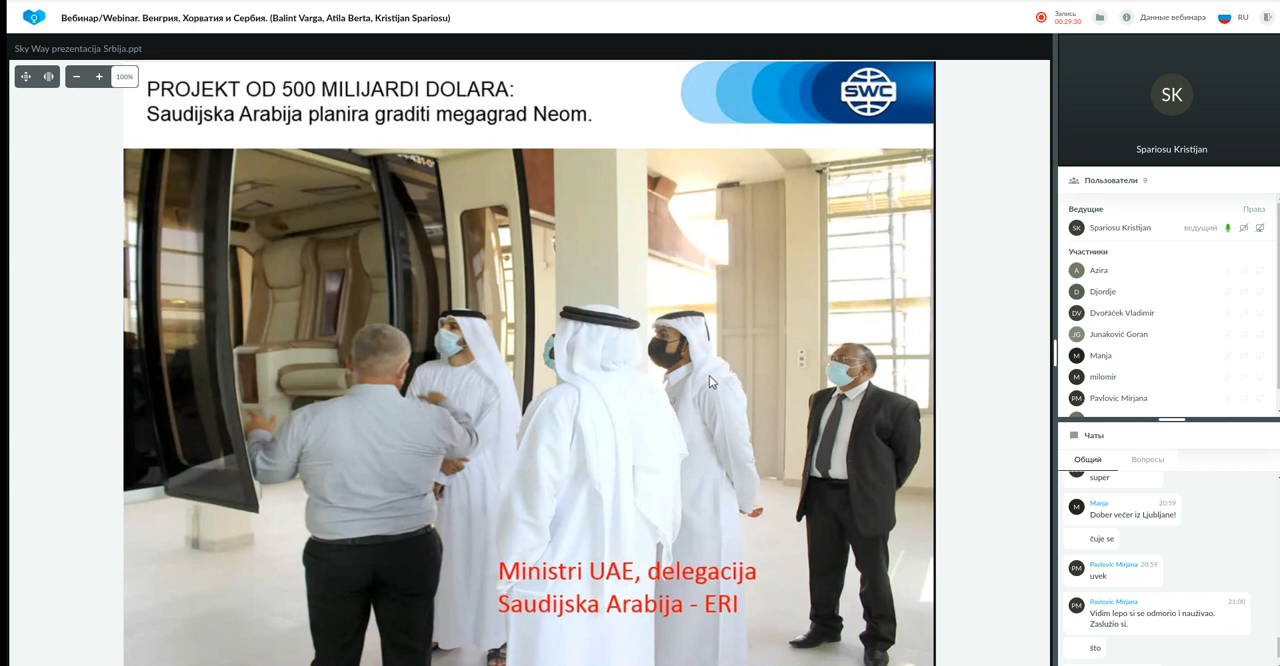 Вебинар/Webinar. Венгрия, Хорватия и Сербия. (Balint Varga, Atila Berta, Kristijan Spariosu)
Запись
00:29:30
Данные вебинара
RU
Sky Way prezentacija Srbija.ppt
100%
PROJEKT OD 500 MILIJARDI DOLARA:
Saudijska Arabija planira graditi megagrad Neom.
SWC
Ministri UAE, delegacija
Saudijska Arabija - ERI
SK
Spariosu Kristijan
Пользователи 9
Ведущие Права
SK Spariosu Kristijan ведущий
Участники
A Azira
D Djordje
DV Dvořáček Vladimir
JG Junaković Goran
M Manja
M milomir
PM Pavlovic Mirjana
Чаты
Общий Вопросы
super
M Manja 20:59
Dober večer iz Ljubljane!
čuje se
PM Pavlovic Mirjana 20:59
uvek
PM Pavlovic Mirjana 21:00
Vidim lepo si se odmorio i nauživao.
Zaslužio si.
što